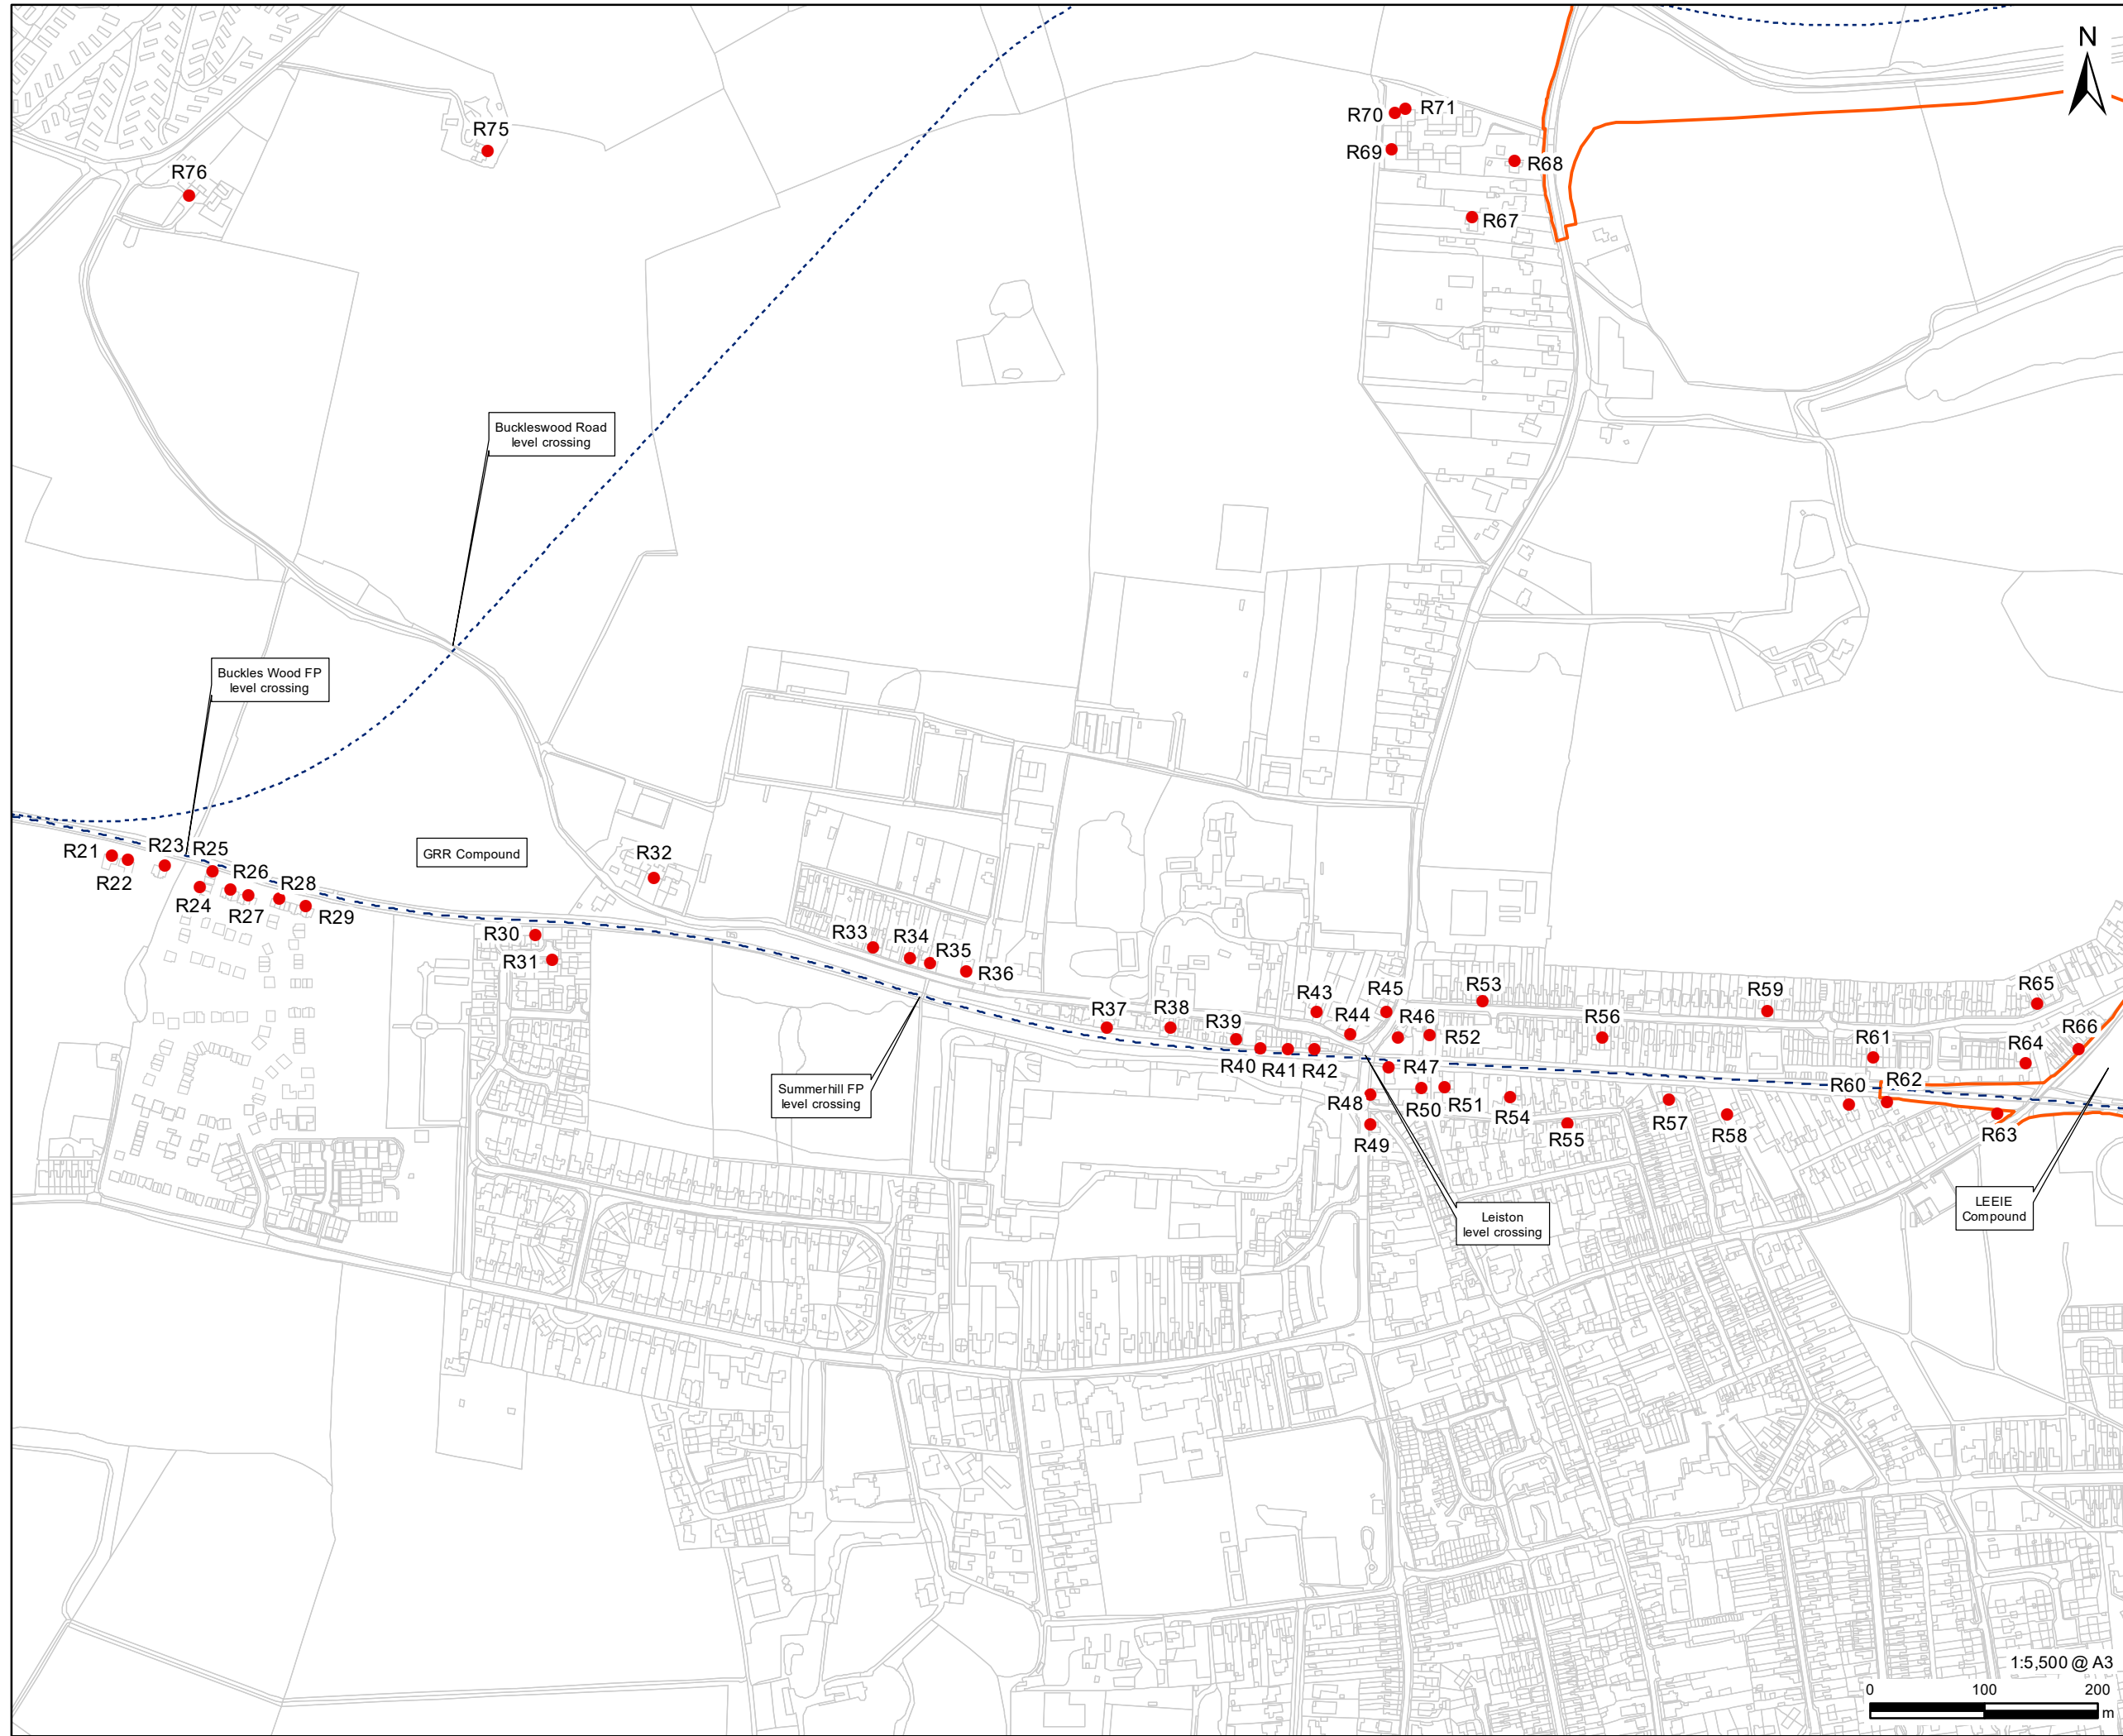 N
R70
R71
R75
R69
R68
R76
R67
Buckleswood Road
level crossing
Buckles Wood FP
level crossing
R21
R22
R23
R25
R26
R24
R27
R28
R29
GRR Compound
R32
R30
R31
R33
R34
R35
R36
R37
R38
R39
R40
R41
R42
R43
R44
R45
R46
R52
R53
R56
R59
R65
R66
R61
R64
R60
R62
R47
R48
R50
R51
R54
R49
R55
R57
R58
R63
Summerhill FP
level crossing
Leiston
level crossing
LEEIE
Compound
1:5,500 @ A3
0 100 200
m